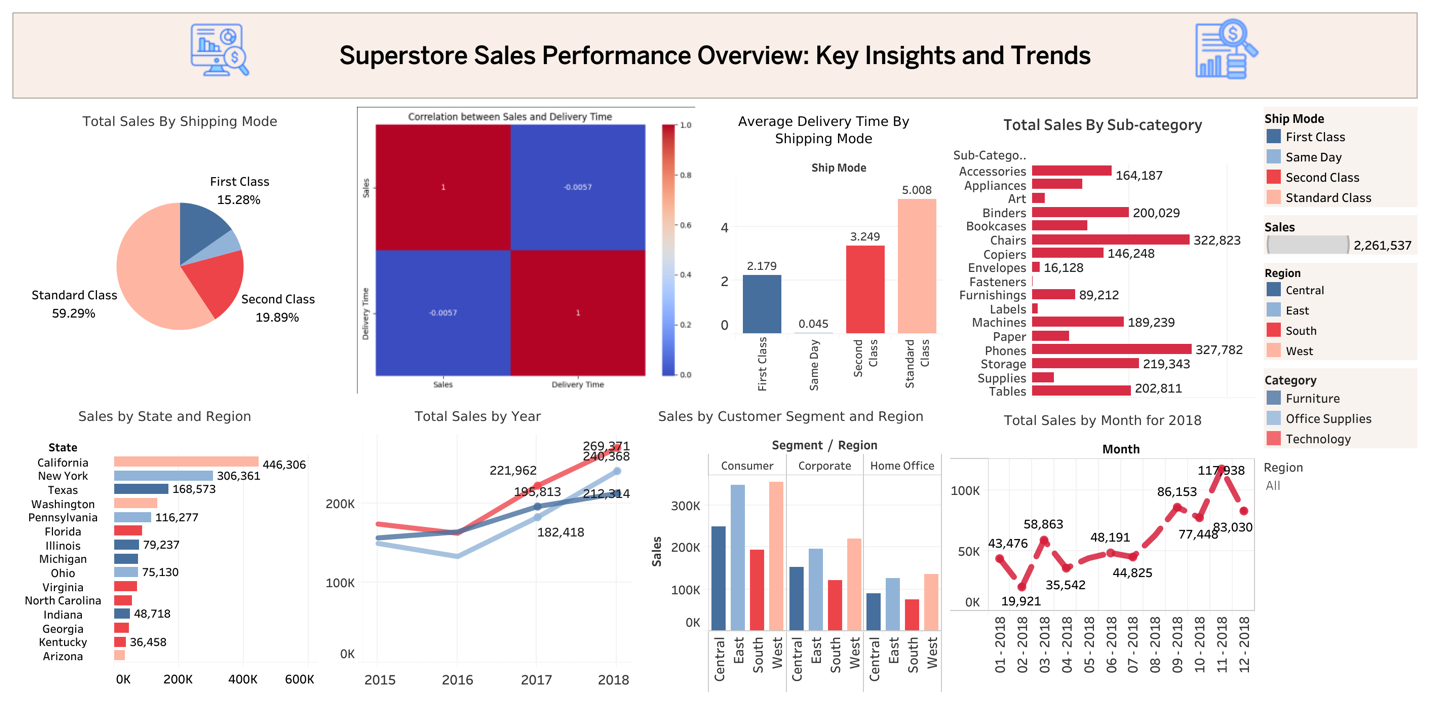 Superstore Sales Performance Overview: Key Insights and Trends
Total Sales By Shipping Mode
First Class
15.28%
Standard Class
59.29%
Second Class
19.89%
Correlation between Sales and Delivery Time
Sales
Delivery Time
1
-0.0057
-0.0057
1
Sales
Delivery Time
1.0
0.8
0.6
0.4
0.2
0.0
Average Delivery Time By
Shipping Mode
Ship Mode
4
2
0
2.179
0.045
3.249
5.008
First Class
Same Day
Second
Class
Standard
Class
Total Sales By Sub-category
Sub-Catego..
Accessories 164,187
Appliances
Art
Binders 200,029
Bookcases
Chairs 322,823
Copiers 146,248
Envelopes 16,128
Fasteners
Furnishings 89,212
Labels
Machines 189,239
Paper
Phones 327,782
Storage 219,343
Supplies
Tables 202,811
Ship Mode
First Class
Same Day
Second Class
Standard Class
Sales
2,261,537
Region
Central
East
South
West
Category
Furniture
Office Supplies
Technology
Region
All
Sales by State and Region
State
California 446,306
New York 306,361
Texas 168,573
Washington
Pennsylvania 116,277
Florida
Illinois 79,237
Michigan
Ohio 75,130
Virginia
North Carolina
Indiana 48,718
Georgia
Kentucky 36,458
Arizona
0K 200K 400K 600K
Total Sales by Year
200K
100K
0K
269,371
240,368
221,962
195,813
212,314
182,418
2015 2016 2017 2018
Sales by Customer Segment and Region
Segment / Region
Consumer Corporate Home Office
Sales
300K
200K
100K
0K
Central
East
South
West
Central
East
South
West
Central
East
South
West
Total Sales by Month for 2018
Month
100K
50K
0K
43,476
19,921
58,863
35,542
48,191
44,825
86,153
77,448
117,938
83,030
01 - 2018
02 - 2018
03 - 2018
04 - 2018
05 - 2018
06 - 2018
07 - 2018
08 - 2018
09 - 2018
10 - 2018
11 - 2018
12 - 2018